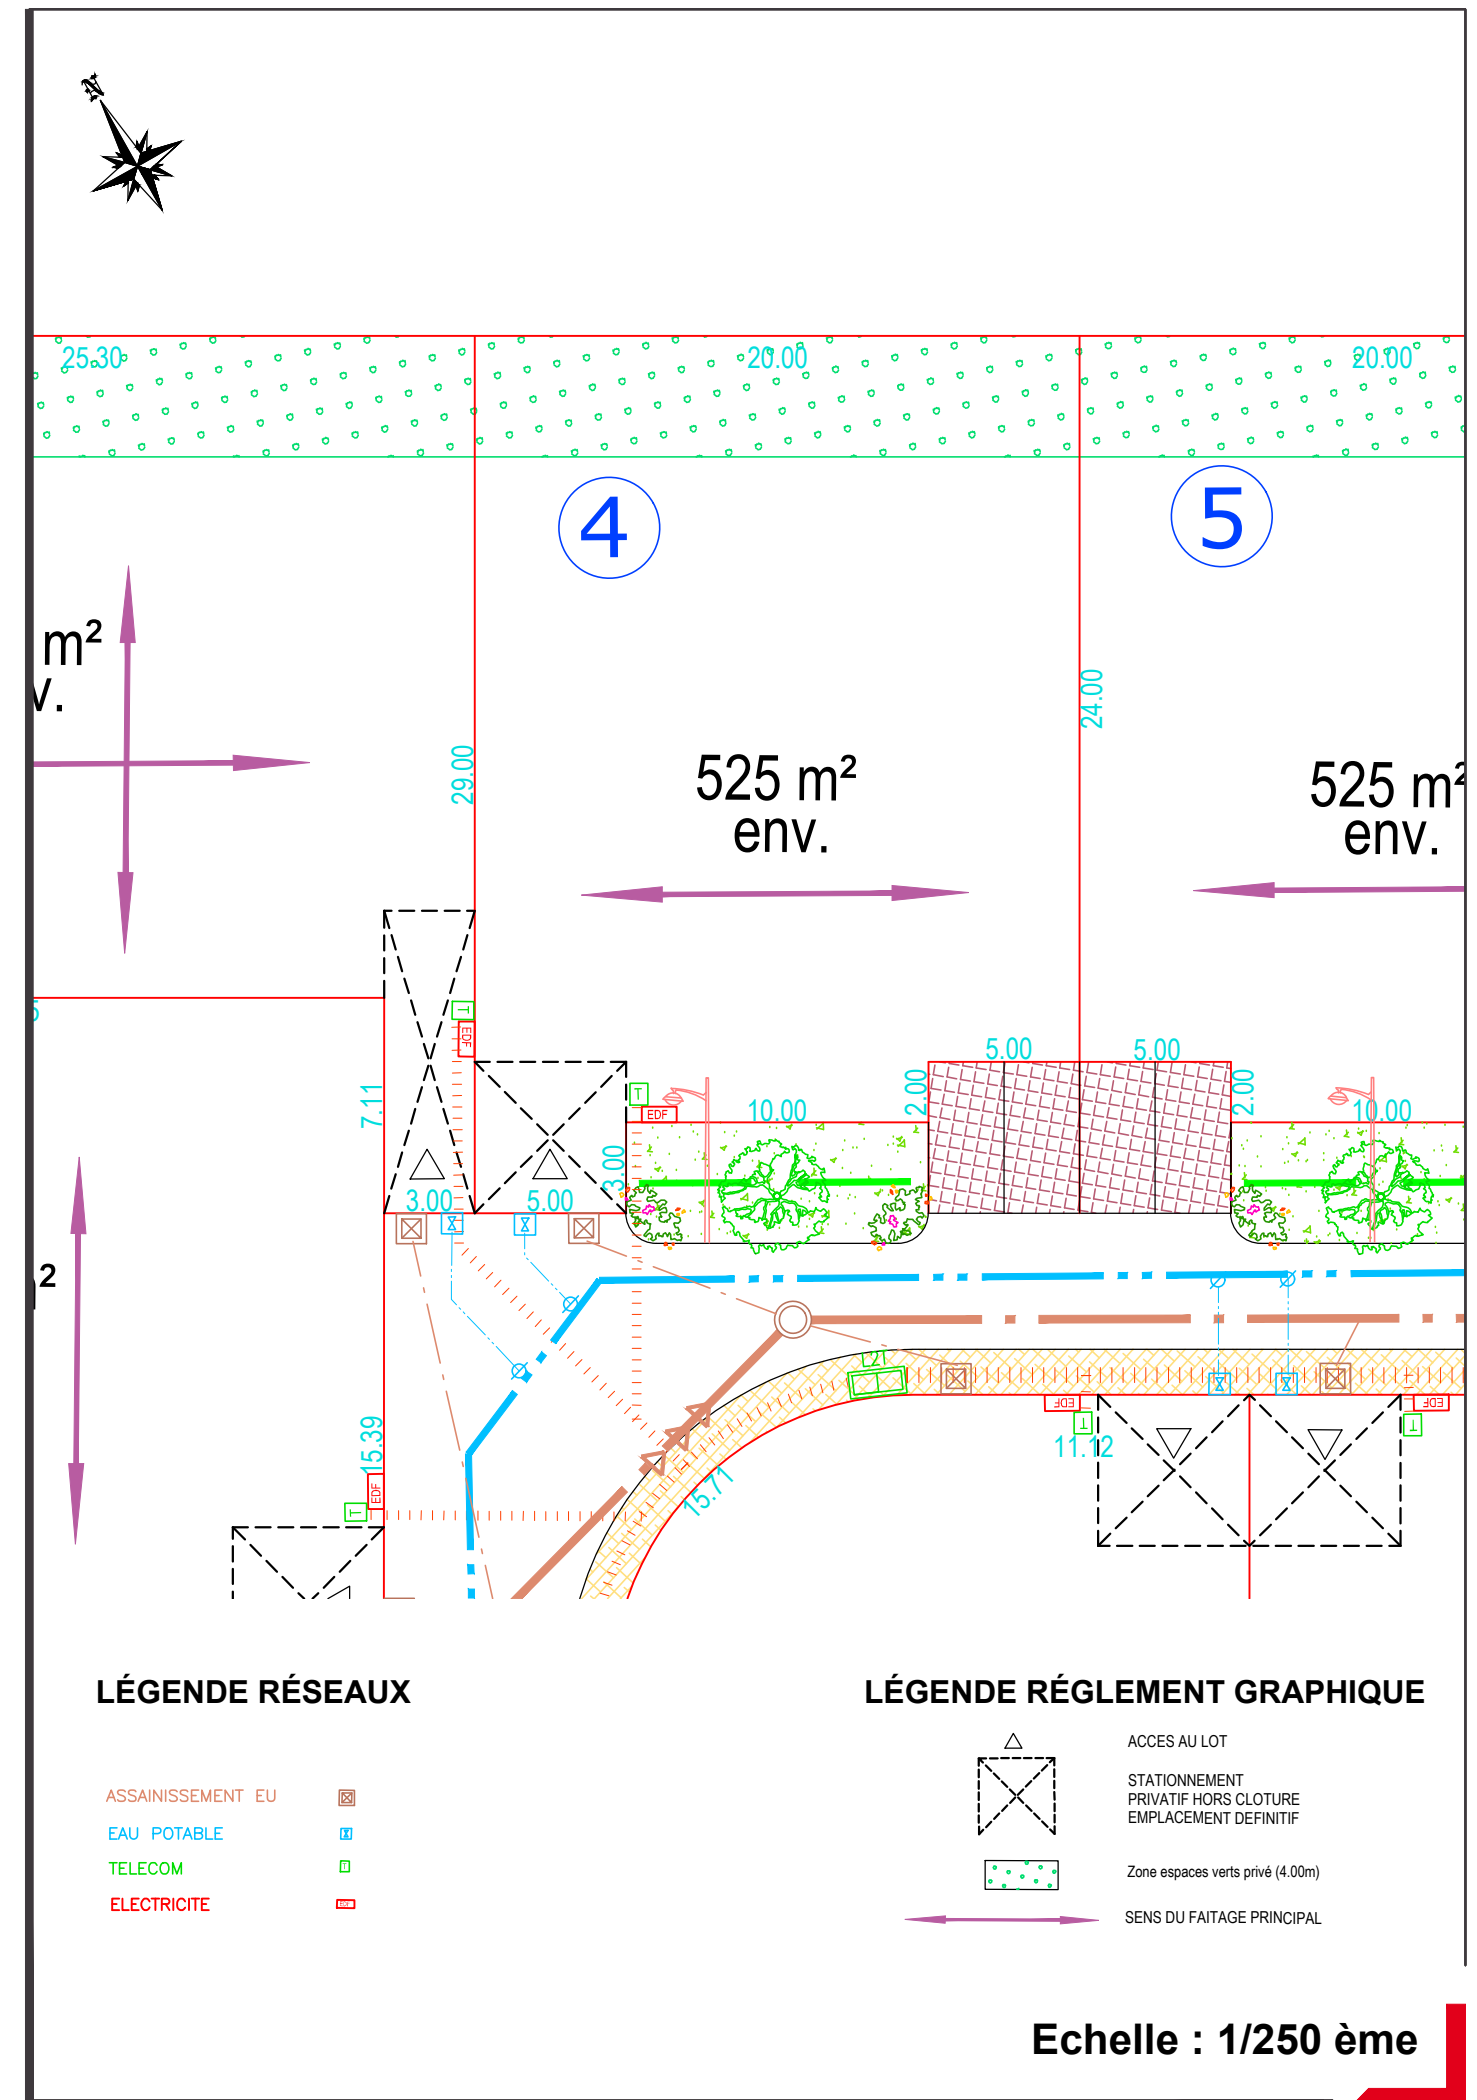 N
25.30
20.00
20.00
4
5
m²
v.
24.00
29.00
525 m²
env.
525 m²
env.
T
EDF
7.11
5.00
5.00
2.00
2.00
T
EDF
10.00
10.00
3.00
3.00
5.00
L2T
EDF
EDF
T
T
11.12
15.39
15.71
EDF
T
²
LÉGENDE RÉSEAUX
ASSAINISSEMENT EU
EAU POTABLE
TELECOM
T
ELECTRICITE
EDF
LÉGENDE RÉGLEMENT GRAPHIQUE
ACCES AU LOT
STATIONNEMENT
PRIVATIF HORS CLOTURE
EMPLACEMENT DEFINITIF
Zone espaces verts privé (4.00m)
SENS DU FAITAGE PRINCIPAL
Echelle : 1/250 ème